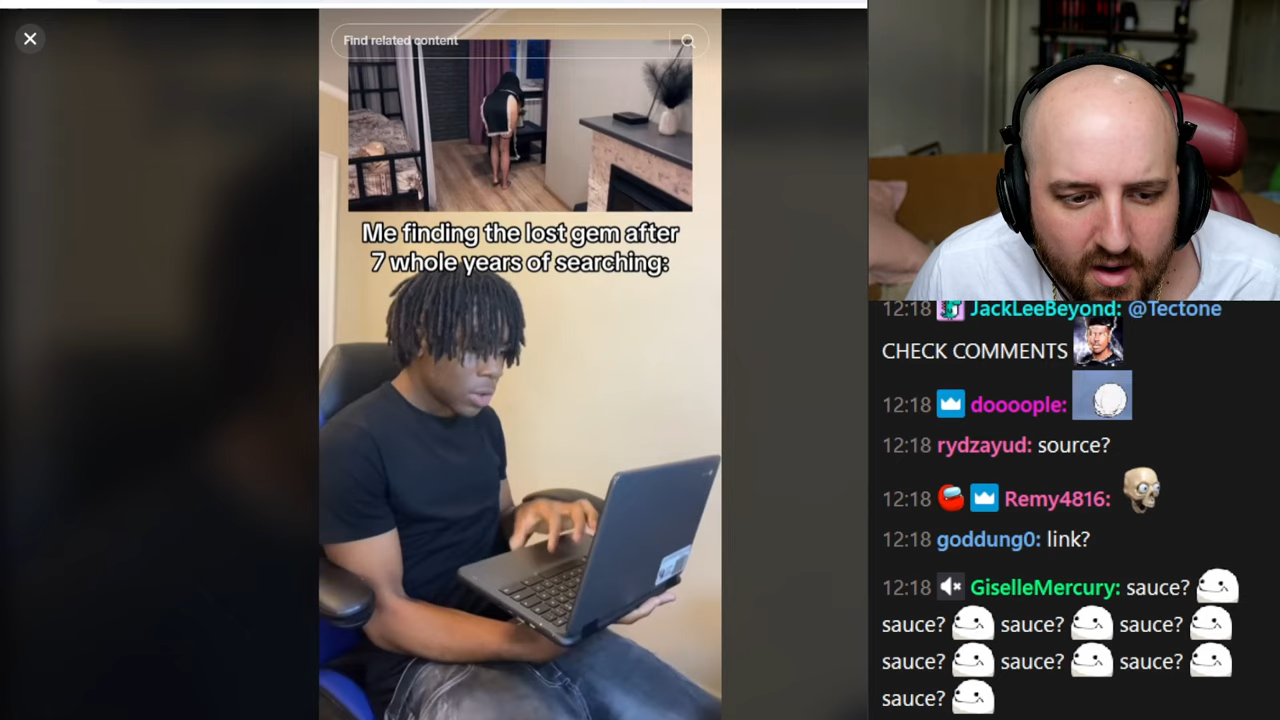 Find related content
Me finding the lost gem after
7 whole years of searching:
12:18 JackLeeBeyond: @Tectone
CHECK COMMENTS
12:18 doooople:
12:18 rydzayud: source?
12:18 Remy4816:
12:18 goddung0: link?
12:18 GiselleMercury: sauce?
sauce? sauce? sauce?
sauce? sauce? sauce?
sauce?